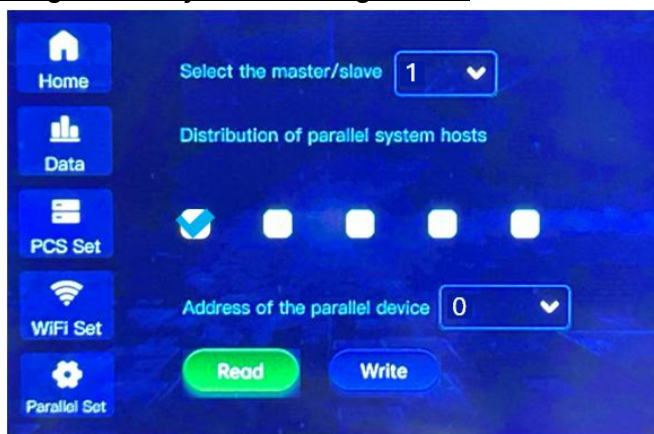 Home
Select the master/slave 1
Data
Distribution of parallel system hosts
PCS Set
WiFi Set
Address of the parallel device 0
Read Write
Parallel Set